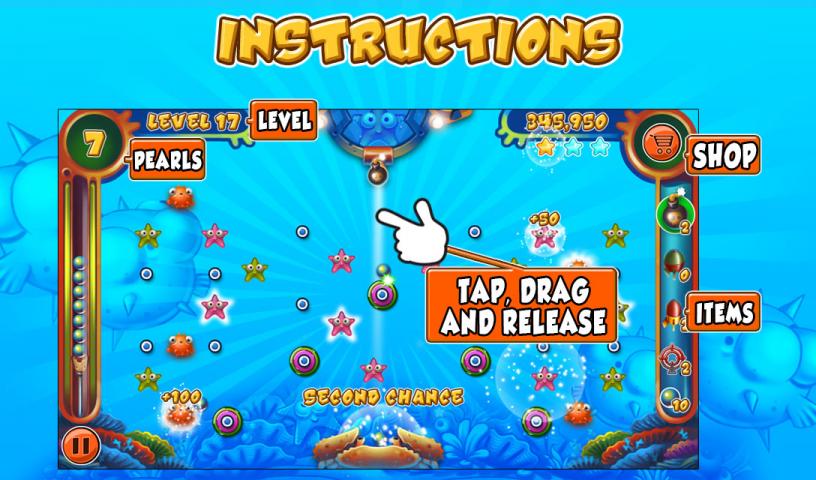 INSTRUCTIONS
7
LEVEL 17
LEVEL
345,950
PEARLS
SHOP
+50
2
0
TAP, DRAG
AND RELEASE
ITEMS
2
+100
SECOND CHANCE
10